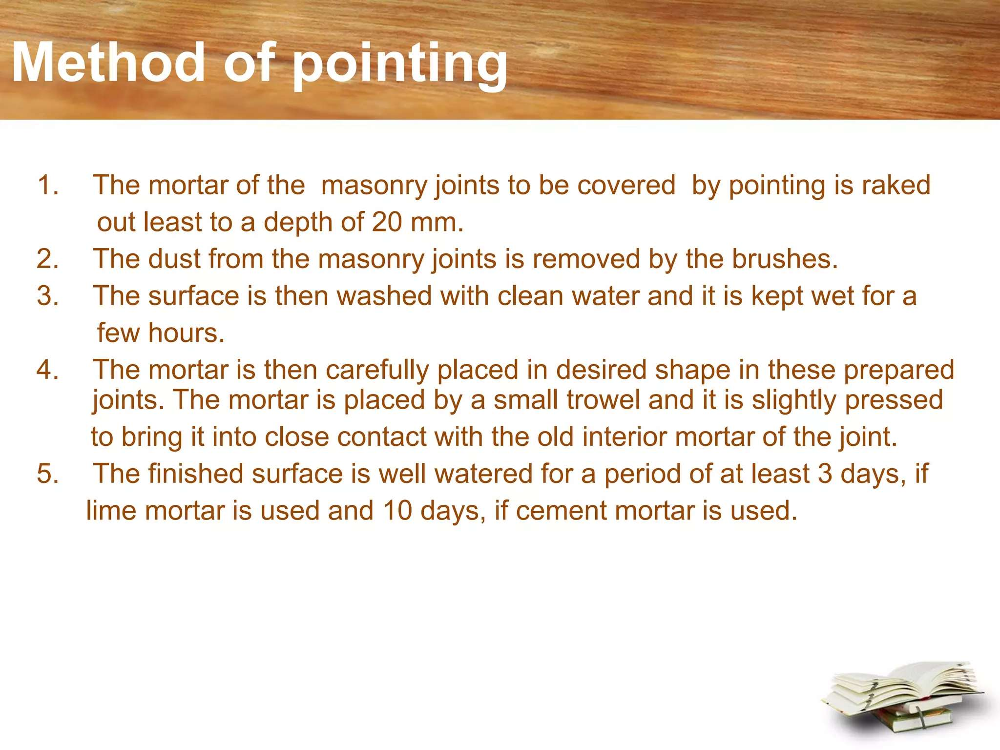 Method of pointing
1. The mortar of the masonry joints to be covered by pointing is raked
out least to a depth of 20 mm.
2. The dust from the masonry joints is removed by the brushes.
3. The surface is then washed with clean water and it is kept wet for a
few hours.
4. The mortar is then carefully placed in desired shape in these prepared
joints. The mortar is placed by a small trowel and it is slightly pressed
to bring it into close contact with the old interior mortar of the joint.
5. The finished surface is well watered for a period of at least 3 days, if
lime mortar is used and 10 days, if cement mortar is used.